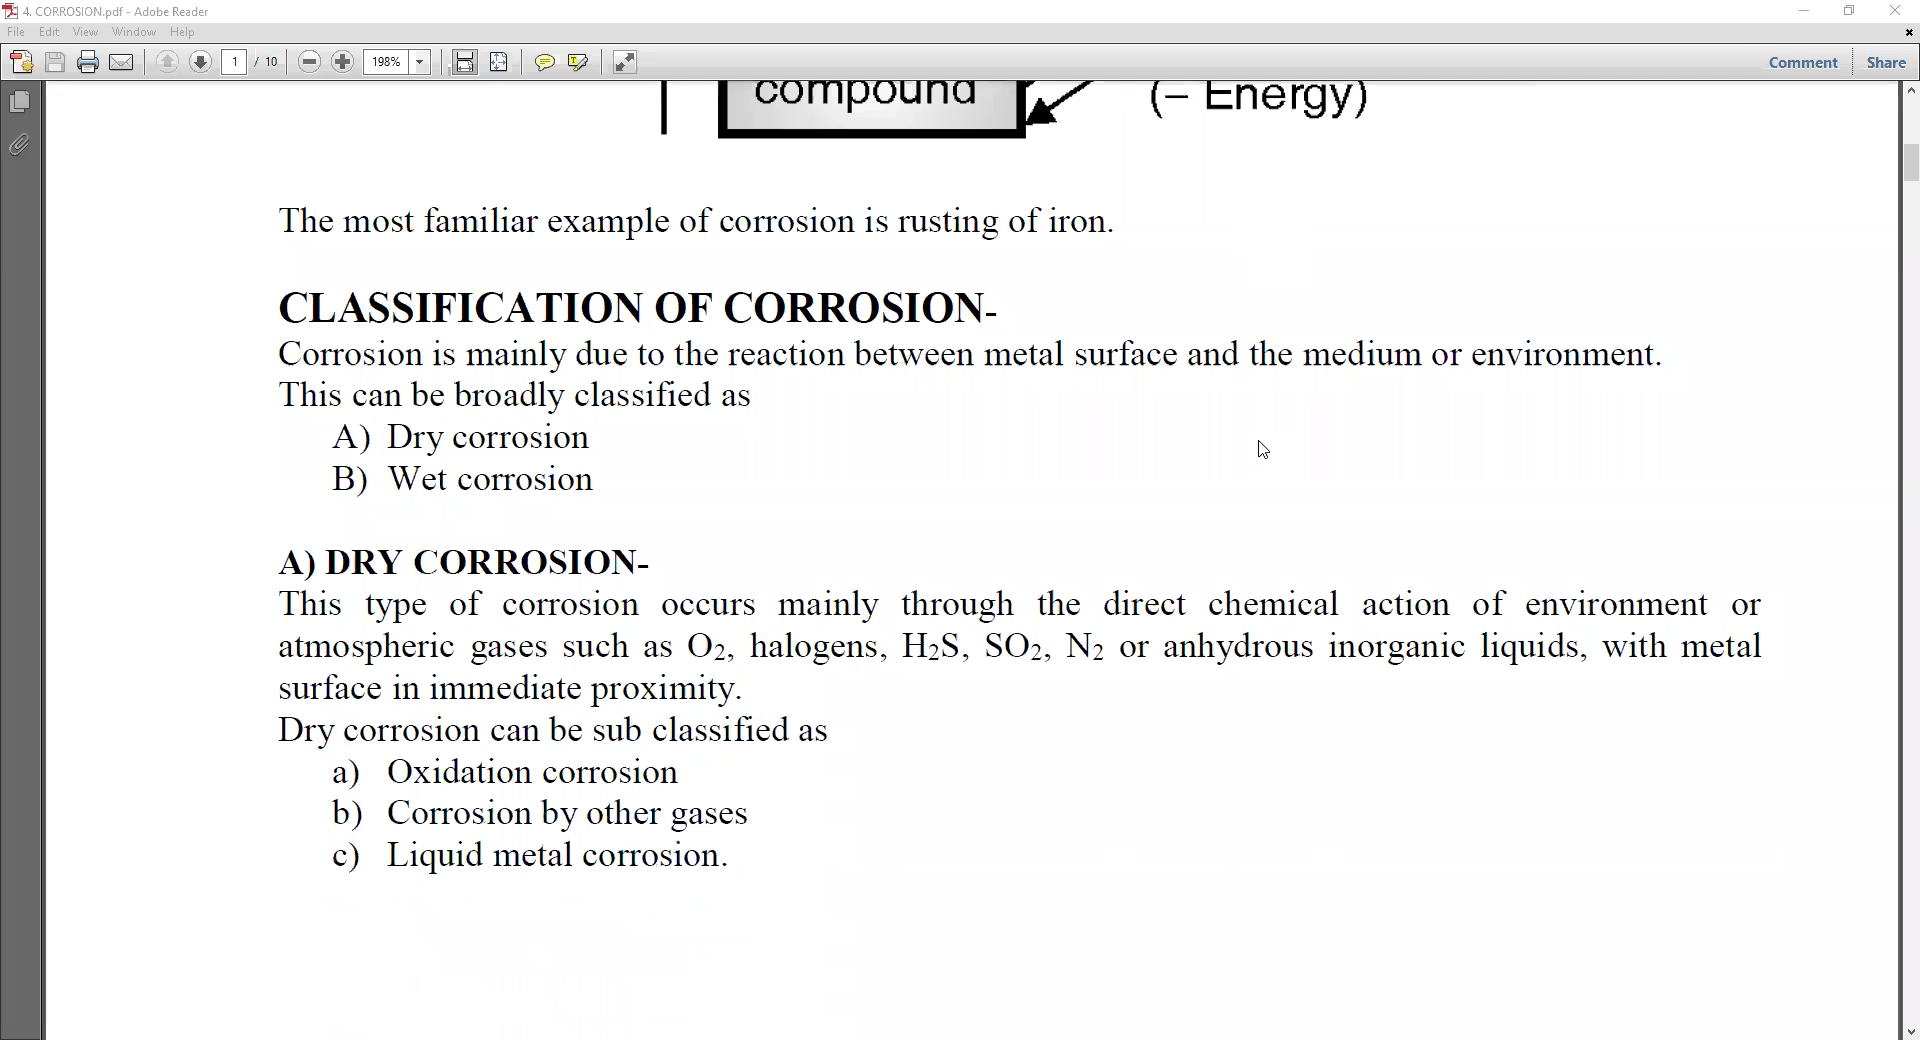 4. CORROSION.pdf - Adobe Reader
File Edit View Window Help
1 / 10 198% Comment Share
compound
(– Energy)
The most familiar example of corrosion is rusting of iron.
CLASSIFICATION OF CORROSION-
Corrosion is mainly due to the reaction between metal surface and the medium or environment.
This can be broadly classified as
A) Dry corrosion
B) Wet corrosion
A) DRY CORROSION-
This type of corrosion occurs mainly through the direct chemical action of environment or
atmospheric gases such as O₂, halogens, H₂S, SO₂, N₂ or anhydrous inorganic liquids, with metal
surface in immediate proximity.
Dry corrosion can be sub classified as
a) Oxidation corrosion
b) Corrosion by other gases
c) Liquid metal corrosion.